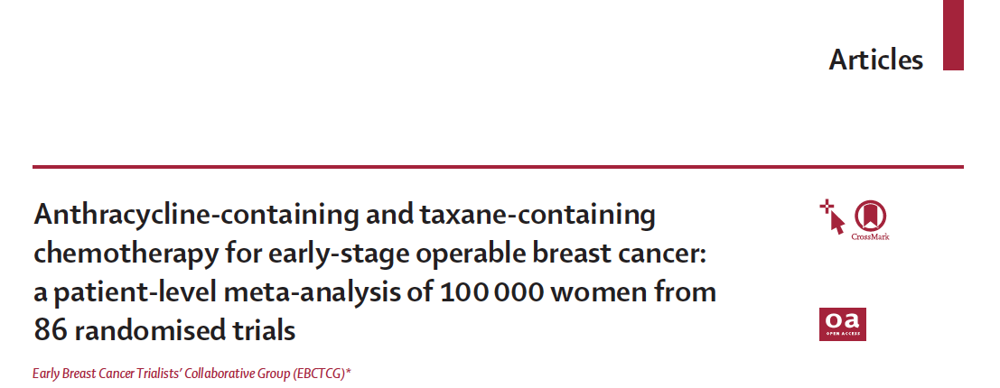 Articles
Anthracycline-containing and taxane-containing
chemotherapy for early-stage operable breast cancer:
a patient-level meta-analysis of 100 000 women from
86 randomised trials
CrossMark
oa
OPEN ACCESS
Early Breast Cancer Trialists’ Collaborative Group (EBCTCG)*